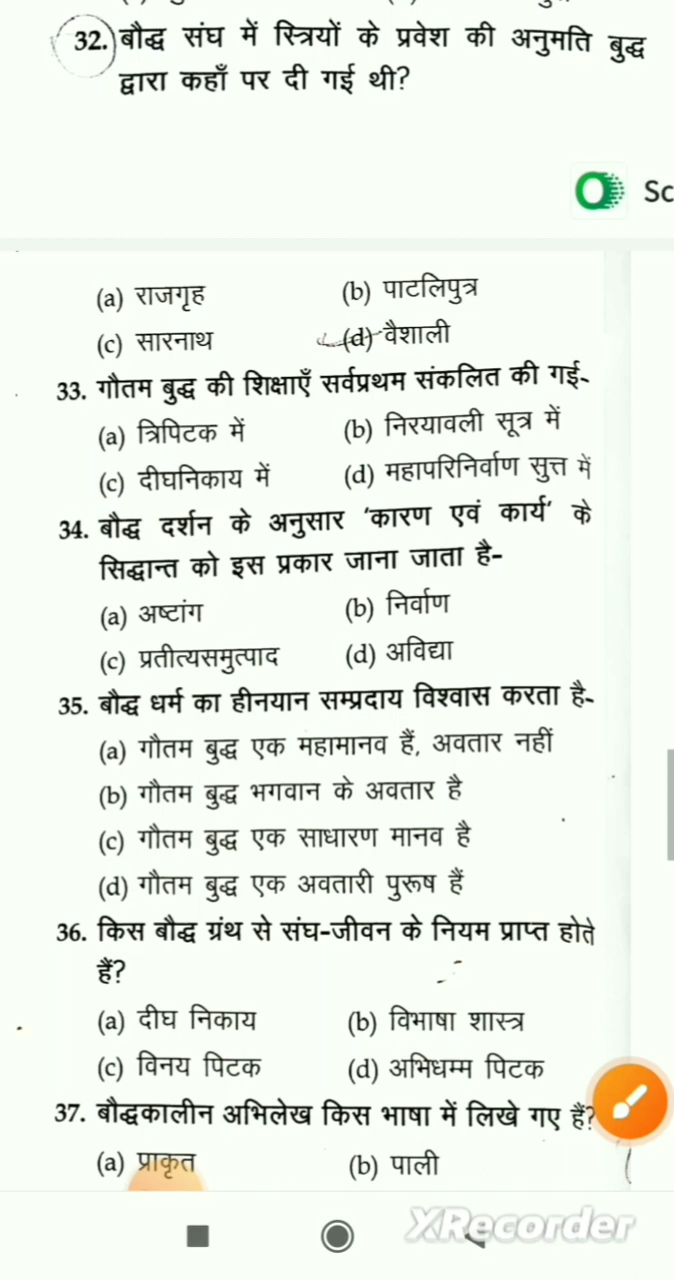 32. बौद्ध संघ में स्त्रियों के प्रवेश की अनुमति बुद्ध
द्वारा कहाँ पर दी गई थी?
Sc
(a) राजगृह (b) पाटलिपुत्र
(c) सारनाथ (d) वैशाली
33. गौतम बुद्ध की शिक्षाएँ सर्वप्रथम संकलित की गई-
(a) त्रिपिटक में (b) निरयावली सूत्र में
(c) दीघनिकाय में (d) महापरिनिर्वाण सुत्त में
34. बौद्ध दर्शन के अनुसार 'कारण एवं कार्य' के
सिद्धान्त को इस प्रकार जाना जाता है-
(a) अष्टांग (b) निर्वाण
(c) प्रतीत्यसमुत्पाद (d) अविद्या
35. बौद्ध धर्म का हीनयान सम्प्रदाय विश्वास करता है-
(a) गौतम बुद्ध एक महामानव हैं, अवतार नहीं
(b) गौतम बुद्ध भगवान के अवतार है
(c) गौतम बुद्ध एक साधारण मानव है
(d) गौतम बुद्ध एक अवतारी पुरूष हैं
36. किस बौद्ध ग्रंथ से संघ-जीवन के नियम प्राप्त होते
हैं?
(a) दीघ निकाय (b) विभाषा शास्त्र
(c) विनय पिटक (d) अभिधम्म पिटक
37. बौद्धकालीन अभिलेख किस भाषा में लिखे गए हैं?
(a) प्राकृत (b) पाली
XRecorder